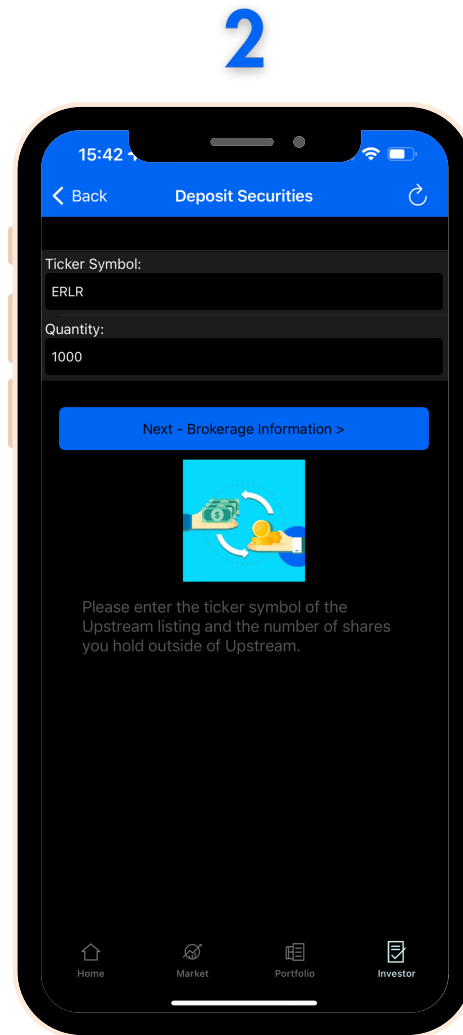 2
15:42
Back
Deposit Securities
Ticker Symbol:
ERLR
Quantity:
1000
Next - Brokerage Information >
Please enter the ticker symbol of the
Upstream listing and the number of shares
you hold outside of Upstream.
Home
Market
Portfolio
Investor